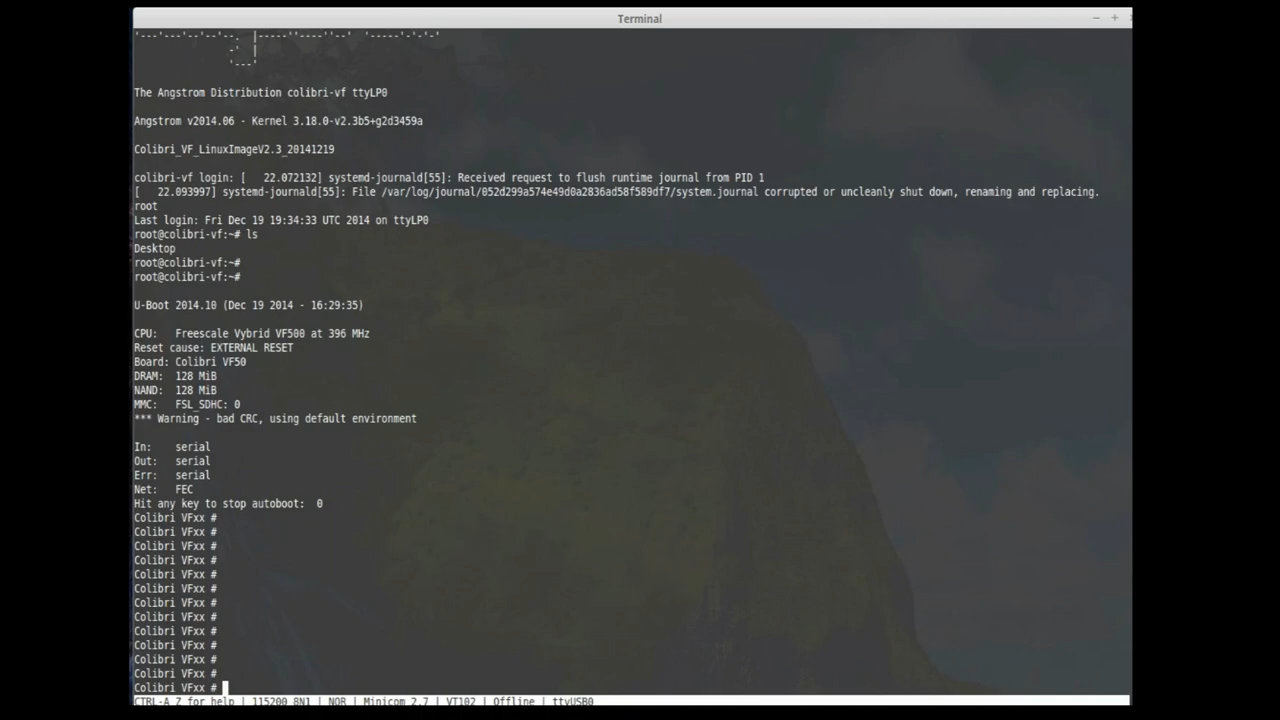 Terminal
'---'---'--'--'--.  |-----''----''--'  '-----'-'-'-'
-'  |
'---'
The Angstrom Distribution colibri-vf ttyLP0
Angstrom v2014.06 - Kernel 3.18.0-v2.3b5+g2d3459a
Colibri_VF_LinuxImageV2.3_20141219
colibri-vf login: [   22.072132] systemd-journald[55]: Received request to flush runtime journal from PID 1
[   22.093997] systemd-journald[55]: File /var/log/journal/052d299a574e49d0a2836ad58f589df7/system.journal corrupted or uncleanly shut down, renaming and replacing.
root
Last login: Fri Dec 19 19:34:33 UTC 2014 on ttyLP0
root@colibri-vf:~# ls
Desktop
root@colibri-vf:~#
root@colibri-vf:~#
U-Boot 2014.10 (Dec 19 2014 - 16:29:35)
CPU:   Freescale Vybrid VF500 at 396 MHz
Reset cause: EXTERNAL RESET
Board: Colibri VF50
DRAM:  128 MiB
NAND:  128 MiB
MMC:   FSL_SDHC: 0
*** Warning - bad CRC, using default environment
In:    serial
Out:   serial
Err:   serial
Net:   FEC
Hit any key to stop autoboot:  0
Colibri VFxx #
Colibri VFxx #
Colibri VFxx #
Colibri VFxx #
Colibri VFxx #
Colibri VFxx #
Colibri VFxx #
Colibri VFxx #
Colibri VFxx #
Colibri VFxx #
Colibri VFxx #
Colibri VFxx #
Colibri VFxx #
CTRL-A Z for help | 115200 8N1 | NOR | Minicom 2.7 | VT102 | Offline | ttyUSB0